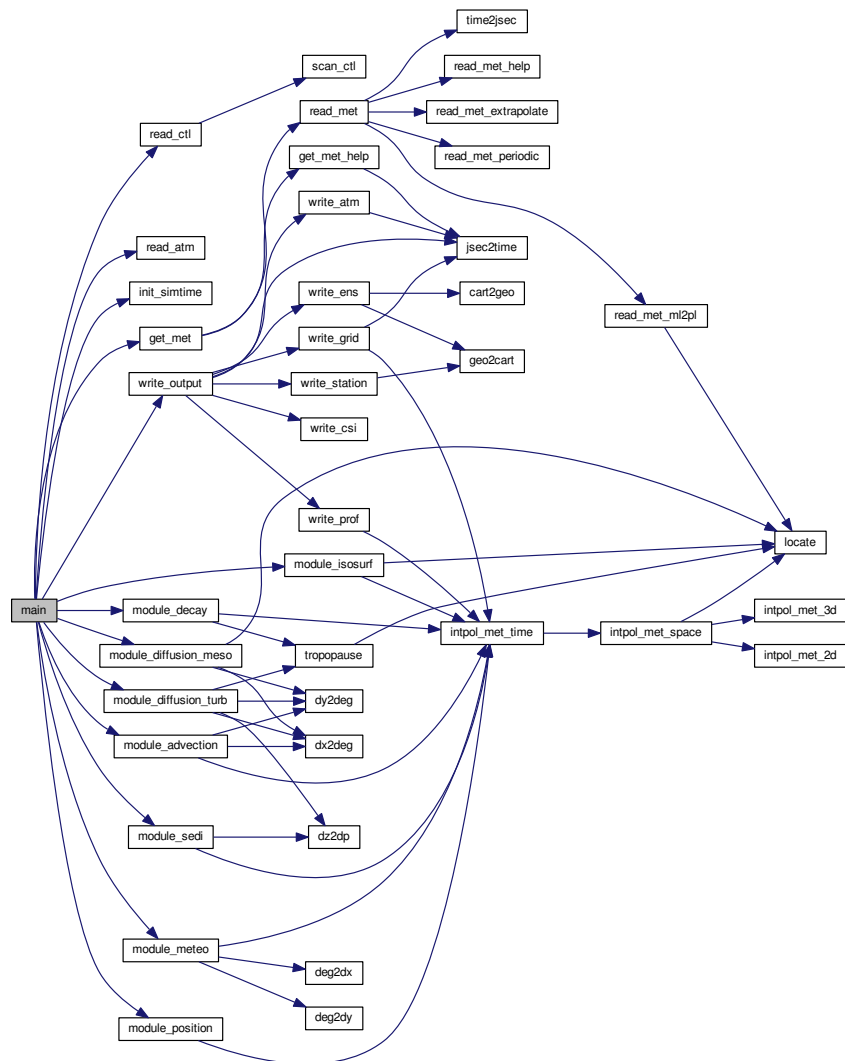 time2jsec
scan_ctl
read_met_help
read_met
read_met_extrapolate
read_ctl
read_met_periodic
get_met_help
write_atm
read_atm
jsec2time
init_simtime
write_ens
cart2geo
read_met_ml2pl
get_met
write_grid
geo2cart
write_output
write_station
write_csi
write_prof
locate
module_isosurf
main
module_decay
intpol_met_3d
intpol_met_time
intpol_met_space
module_diffusion_meso
tropopause
intpol_met_2d
module_diffusion_turb
dy2deg
module_advection
dx2deg
module_sedi
dz2dp
module_meteo
deg2dx
deg2dy
module_position